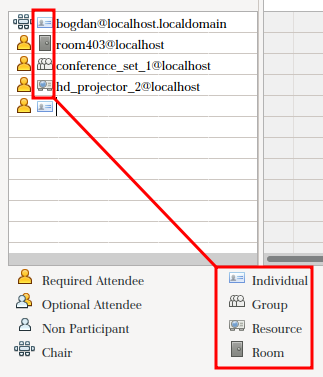 bogdan@localhost.localdomain
room403@localhost
conference_set_1@localhost
hd_projector_2@localhost
Required Attendee
Individual
Optional Attendee
Group
Non Participant
Resource
Chair
Room